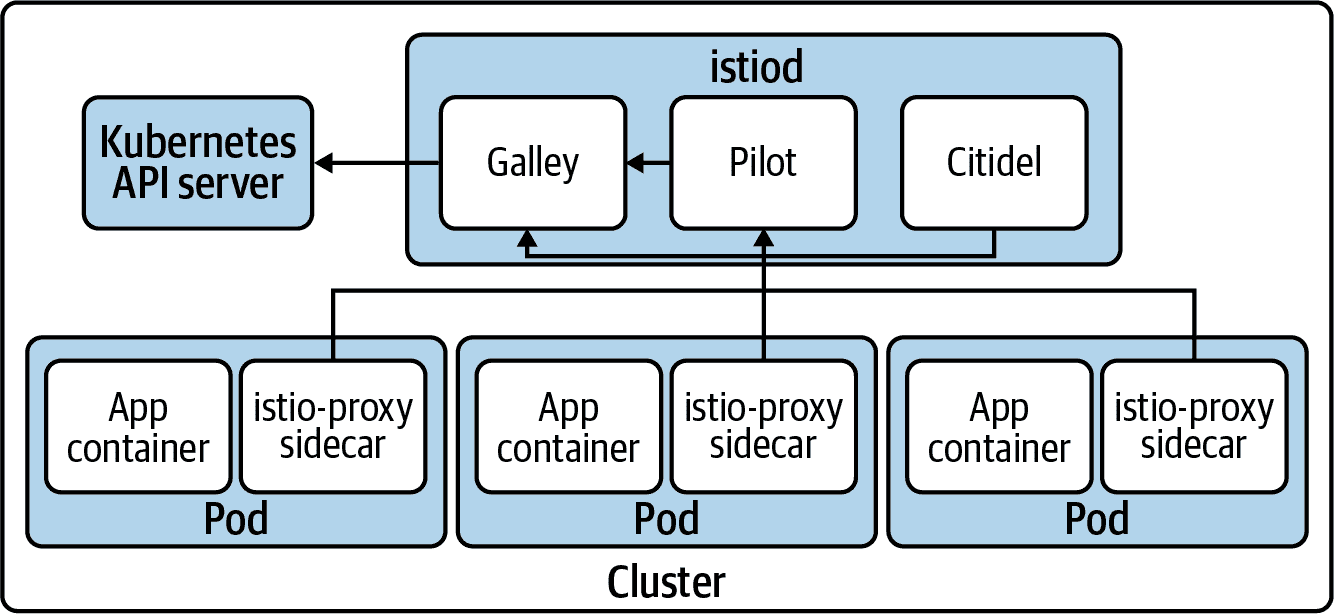 istiod
Kubernetes
API server
Galley
Pilot
Citidel
App
container
istio-proxy
sidecar
Pod
App
container
istio-proxy
sidecar
Pod
App
container
istio-proxy
sidecar
Pod
Cluster